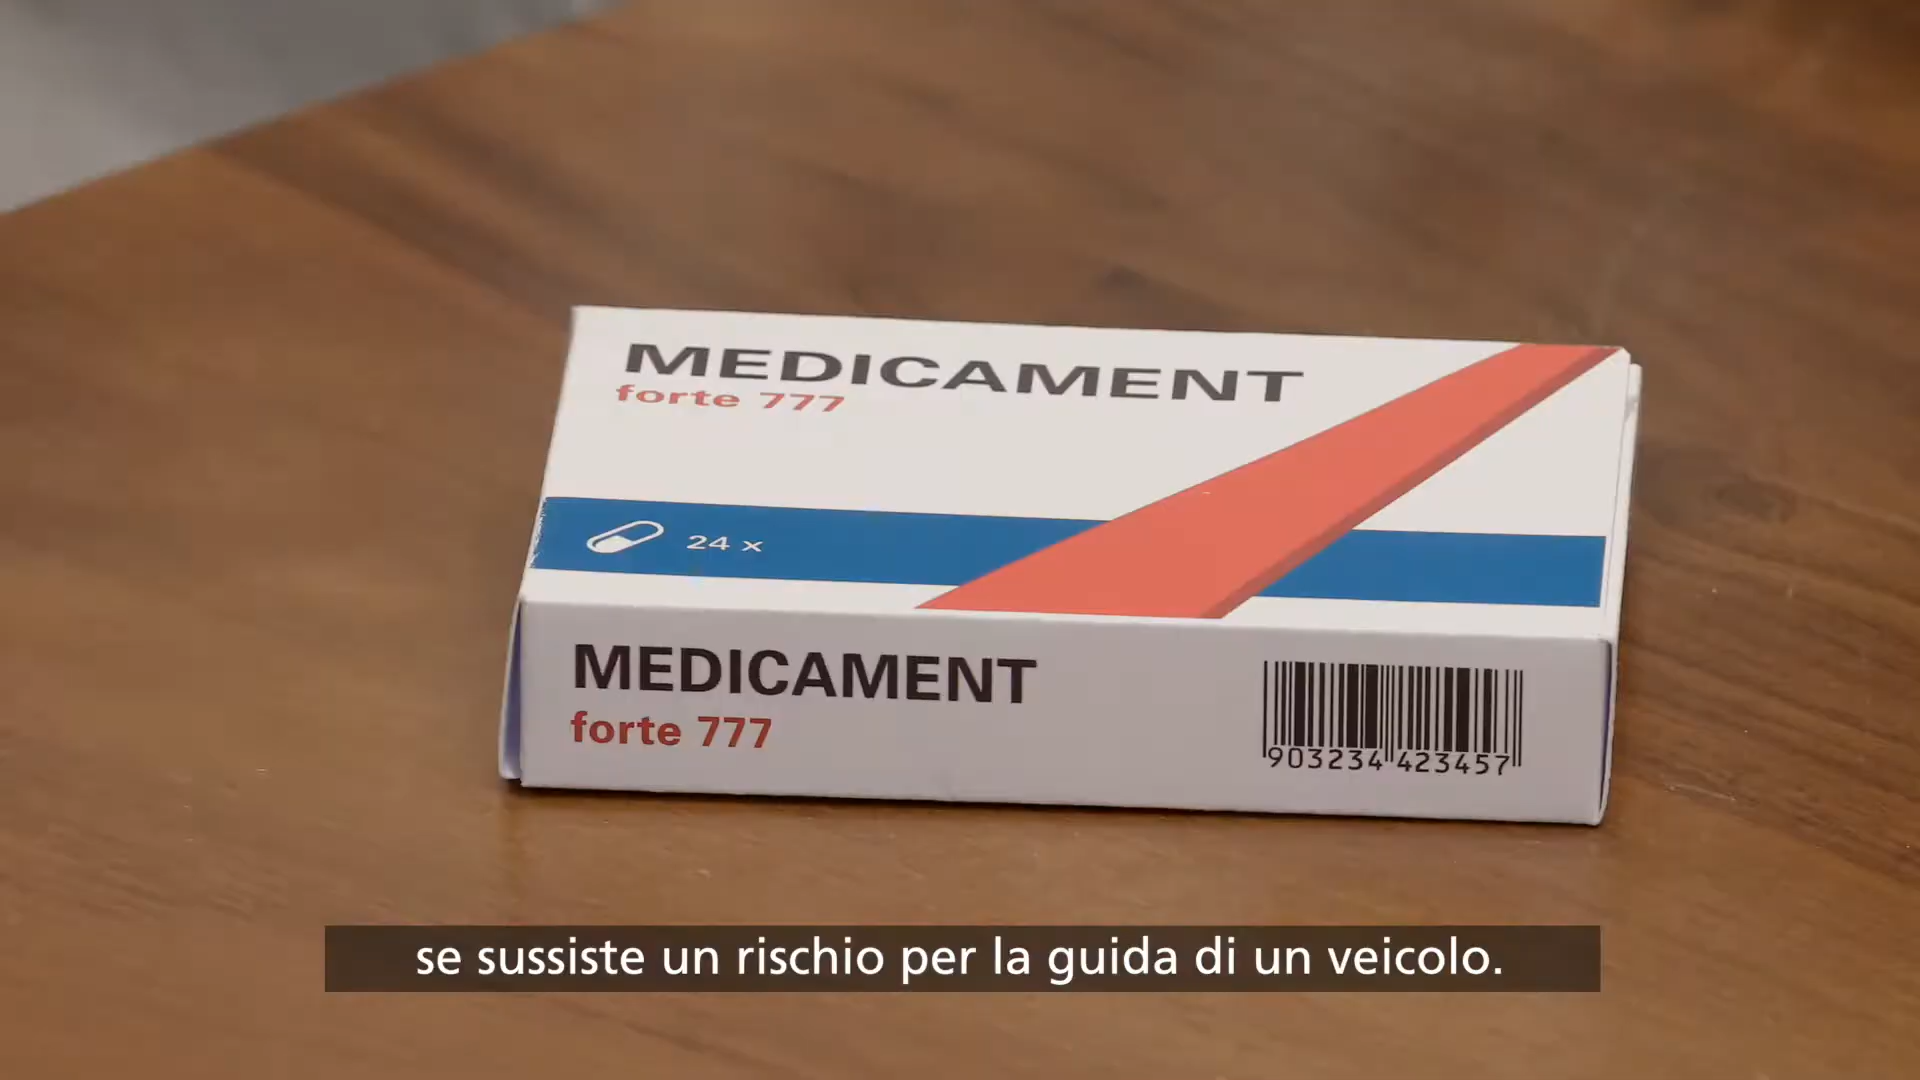 MEDICAMENT
forte 777
24 x
MEDICAMENT
forte 777
903234 423457
se sussiste un rischio per la guida di un veicolo.